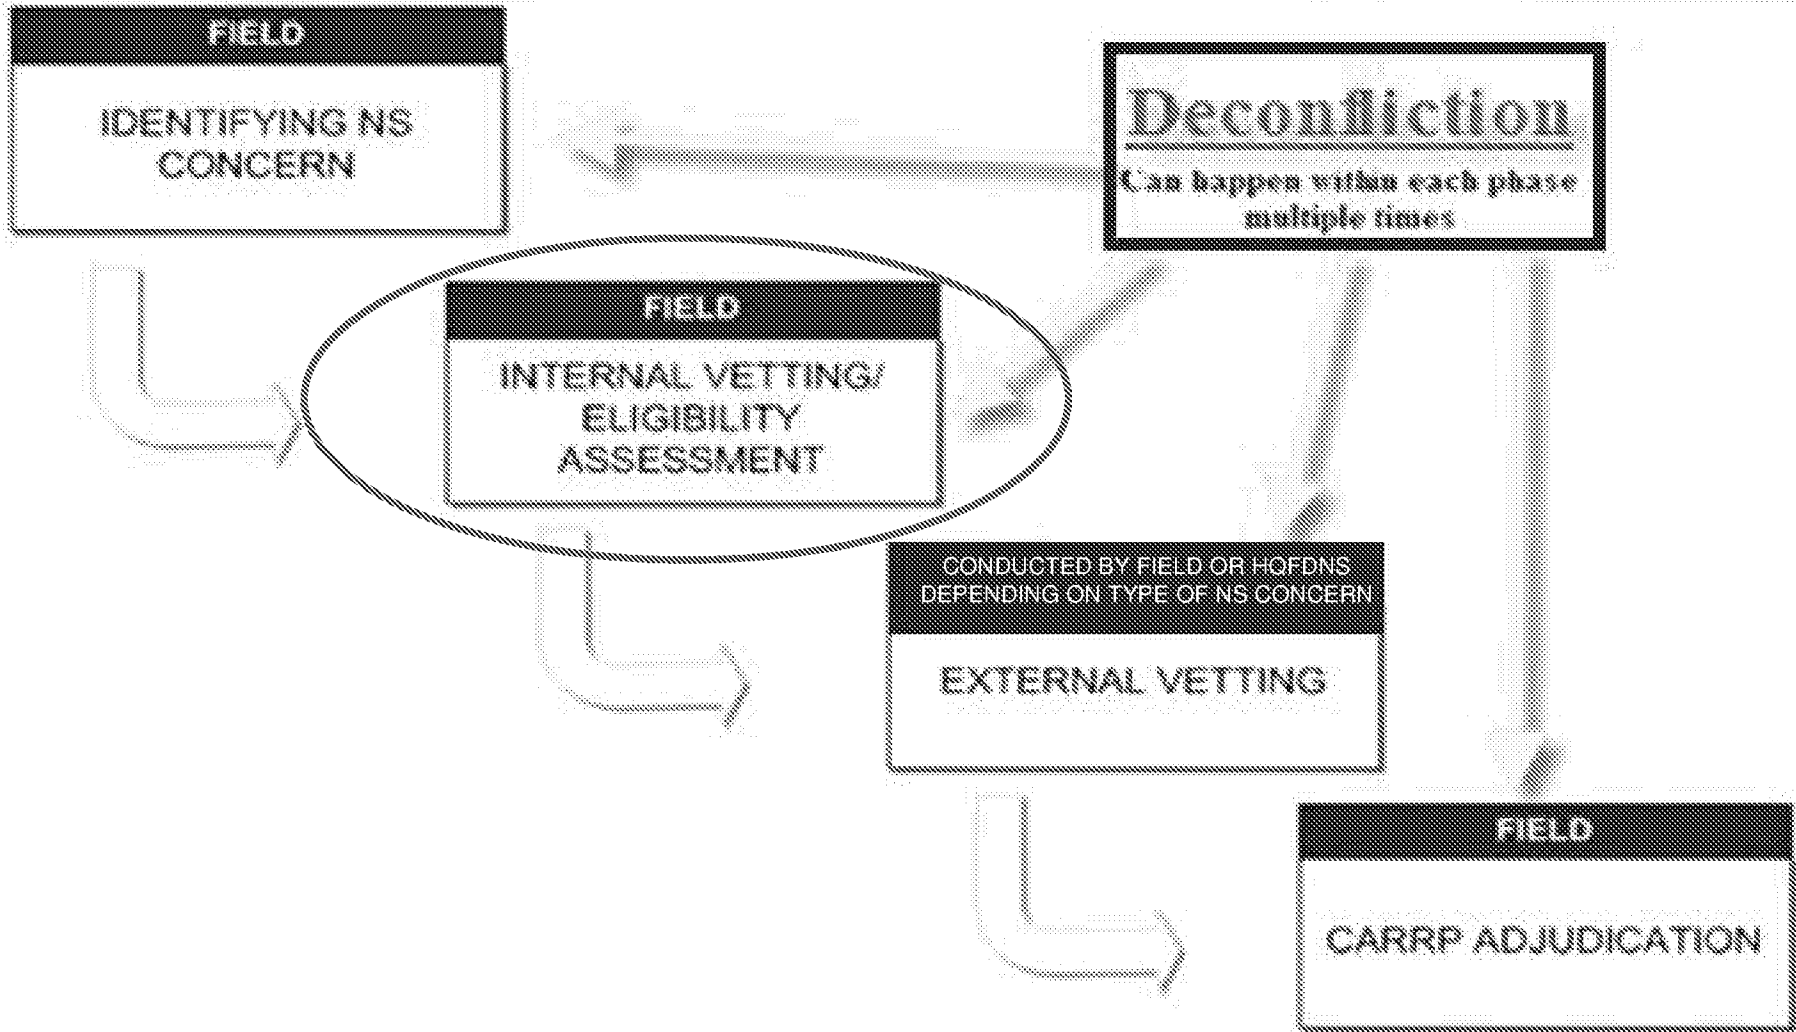 FIELD
IDENTIFYING NS
CONCERN
Deconfliction
Can happen within each phase
multiple times
FIELD
INTERNAL VETTING/
ELIGIBILITY
ASSESSMENT
CONDUCTED BY FIELD OR HQFDNS
DEPENDING ON TYPE OF NS CONCERN
EXTERNAL VETTING
FIELD
CARRP ADJUDICATION